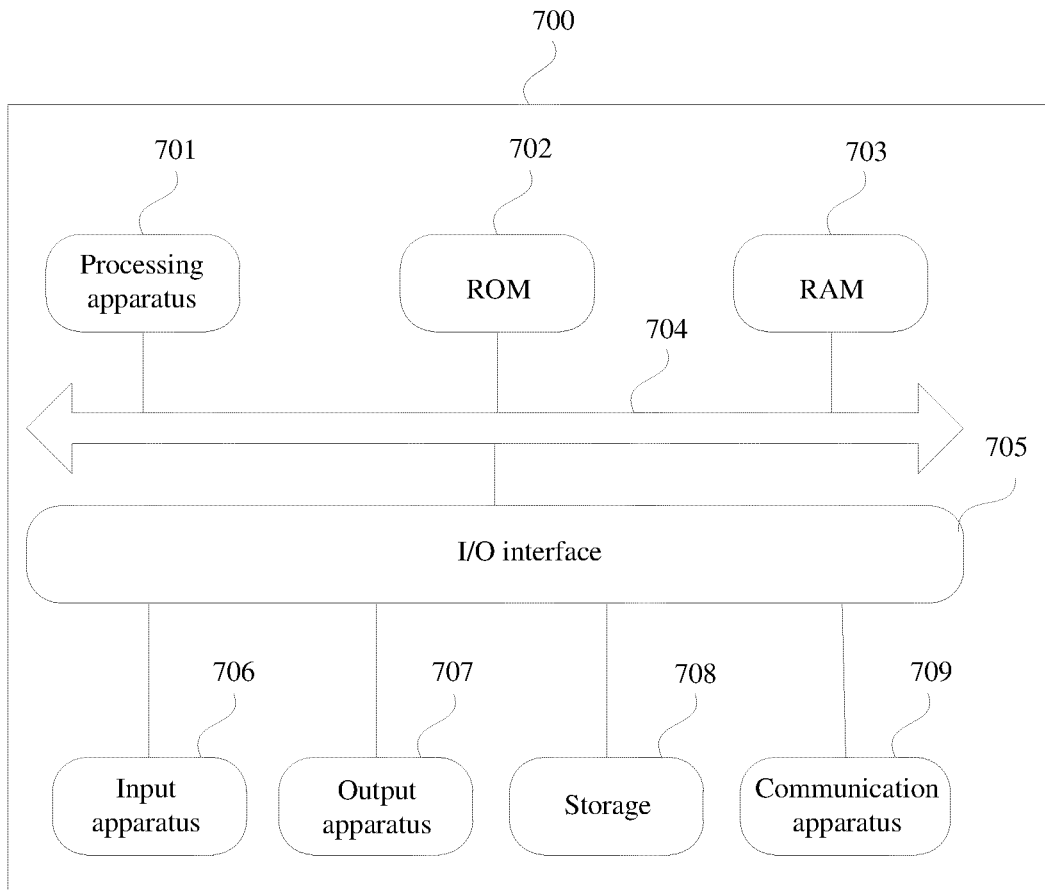 700
701
702
703
Processing
apparatus
ROM
RAM
704
705
I/O interface
706
707
708
709
Input
apparatus
Output
apparatus
Storage
Communication
apparatus